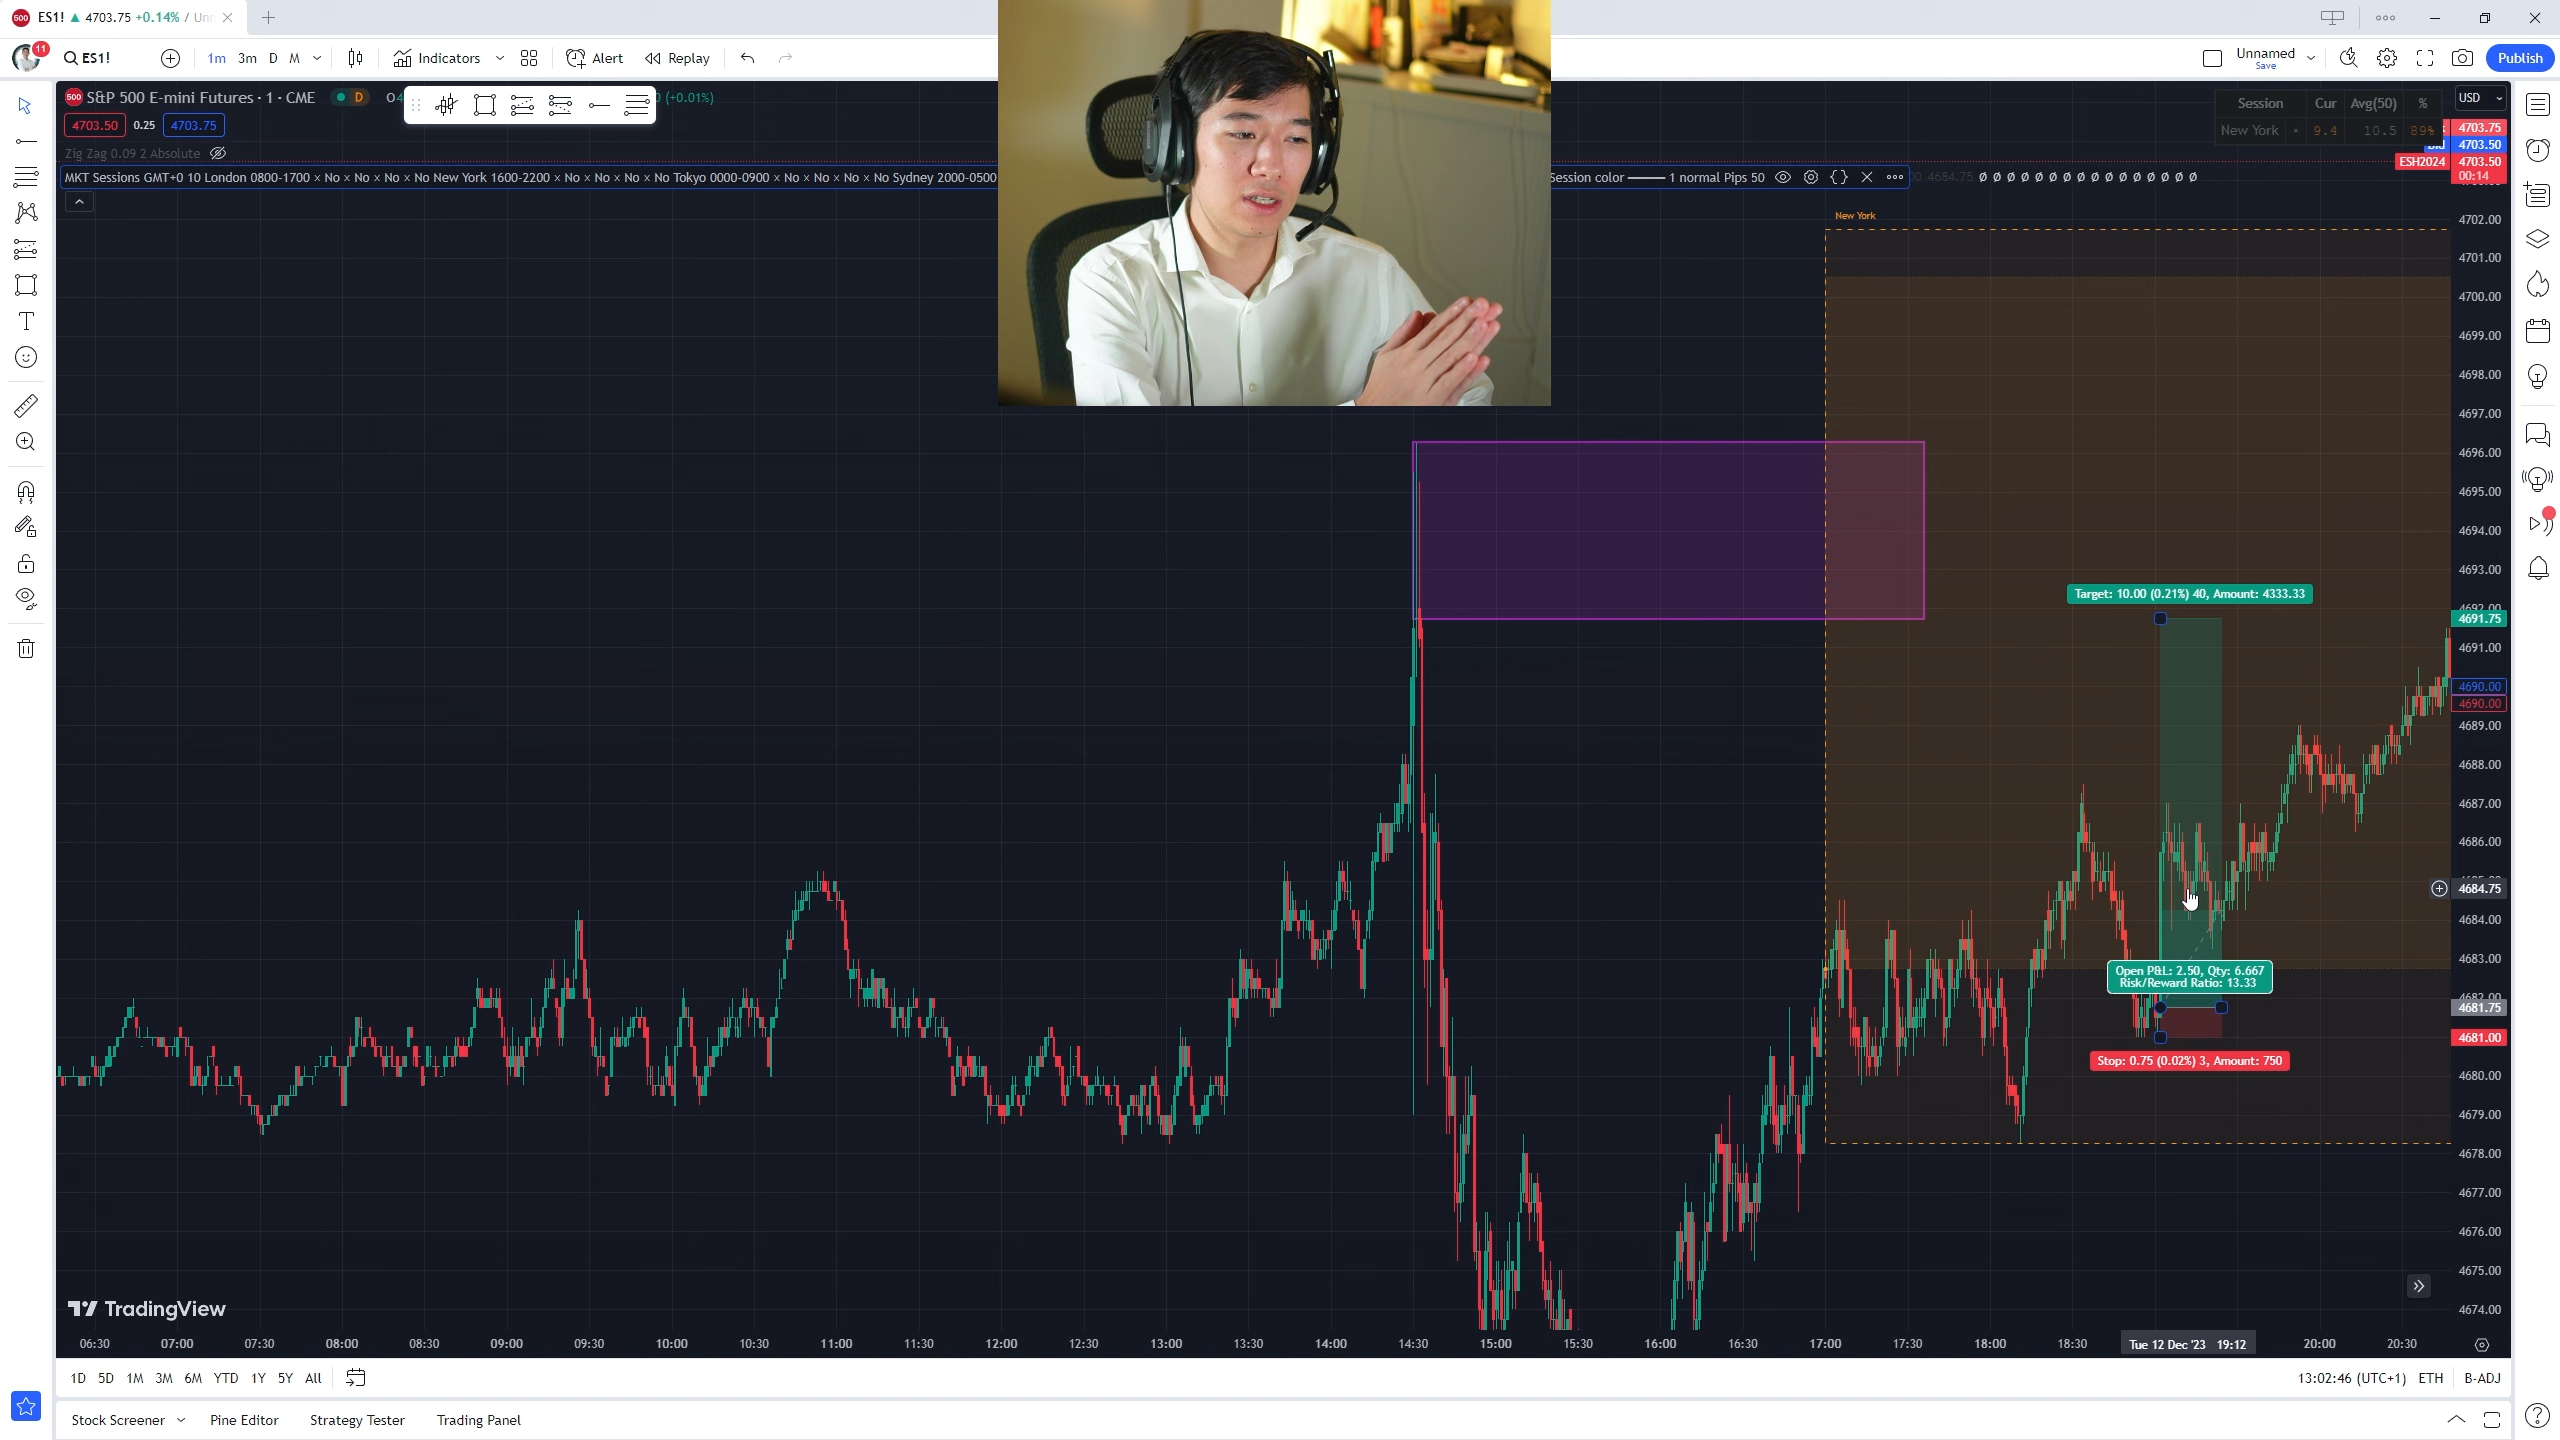 ES1! ▲ 4703.75 +0.14% / Unn
11
ES1!
1m 3m D M
Indicators
Alert
Replay
Unnamed
Save
Publish
S&P 500 E-mini Futures · 1 · CME
D
(+0.01%)
4703.50 0.25 4703.75
Zig Zag 0.09 2 Absolute
MKT Sessions GMT+0 10 London 0800-1700 × No × No × No × No New York 1600-2200 × No × No × No × No Tokyo 0000-0900 × No × No × No × No Sydney 2000-0500
Session color 1 normal Pips 50
4684.75 Ø Ø Ø Ø Ø Ø Ø Ø Ø Ø Ø Ø Ø Ø Ø Ø
Session Cur Avg(50) %
New York • 9.4 10.5 89%
USD
4703.75
4703.50
ESH2024 4703.50
00:14
New York
4702.00
4701.00
4700.00
4699.00
4698.00
4697.00
4696.00
4695.00
4694.00
4693.00
4692.00
4691.75
4691.00
4690.00
4690.00
4689.00
4688.00
4687.00
4686.00
4684.75
4684.00
4683.00
4682.00
4681.75
4681.00
4680.00
4679.00
4678.00
4677.00
4676.00
4675.00
4674.00
Target: 10.00 (0.21%) 40, Amount: 4333.33
Open P&L: 2.50, Qty: 6.667
Risk/Reward Ratio: 13.33
Stop: 0.75 (0.02%) 3, Amount: 750
TradingView
06:30 07:00 07:30 08:00 08:30 09:00 09:30 10:00 10:30 11:00 11:30 12:00 12:30 13:00 13:30 14:00 14:30 15:00 15:30 16:00 16:30 17:00 17:30 18:00 18:30 Tue 12 Dec '23 19:12 20:00 20:30
1D 5D 1M 3M 6M YTD 1Y 5Y All
13:02:46 (UTC+1) ETH B-ADJ
Stock Screener Pine Editor Strategy Tester Trading Panel